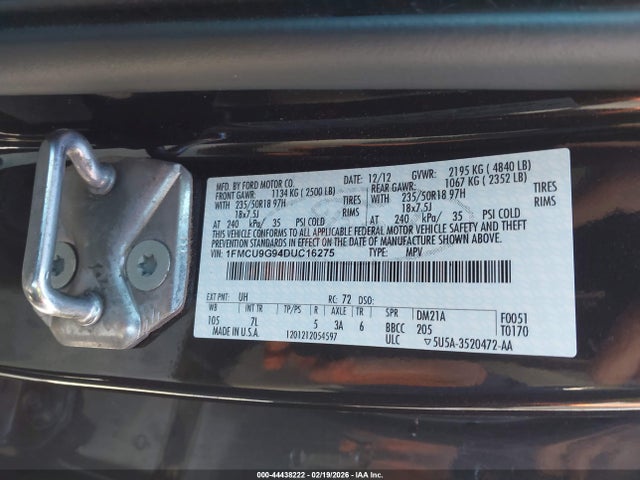 MFD. BY FORD MOTOR CO. 12/12 GVWR: 2195 KG ( 4840 LB)
FRONT GAWR: 1134 KG ( 2500 LB) REAR GAWR: 1067 KG ( 2352 LB)
WITH 235/50R18 97H TIRES WITH 235/50R18 97H TIRES
18x7.5J RIMS 18x7.5J RIMS
AT 240 kPa/ 35 PSI COLD AT 240 kPa/ 35 PSI COLD
THIS VEHICLE CONFORMS TO ALL APPLICABLE FEDERAL MOTOR VEHICLE SAFETY
AND THEFT PREVENTION STANDARDS IN EFFECT ON THE DATE OF MANUFACTURE SHOWN ABOVE.
VIN: 1FMCU9G94DUC16275 TYPE: MPV
EXT PNT: UH RC: 72 DSO:
WB INT TR TP/PS R AXLE TR SPR DM21A F0051
105 7L 5 3A 6 BBCC 205 T0170
MADE IN U.S.A. 1201212054597 ULC 5U5A-3520472-AA
000-44438222 - 02/19/2026 - IAA Inc.